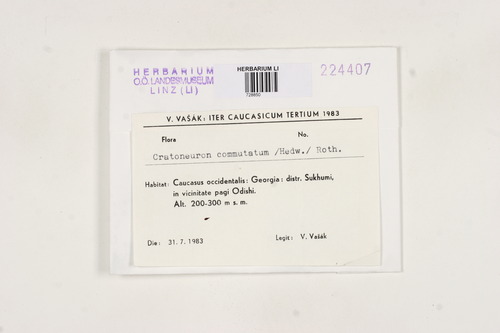 HERBARIUM
O.Ö. LANDESMUSEUM
LINZ (LI)
HERBARIUM LI
728850
224407
V. VAŠÁK: ITER CAUCASICUM TERTIUM 1983
Flora No.
Cratoneuron commutatum /Hedw./ Roth.
Habitat: Caucasus occidentalis: Georgia: distr. Sukhumi,
in vicinitate pagi Odishi.
Alt. 200-300 m s. m.
Die: 31. 7. 1983 Legit: V. Vašák